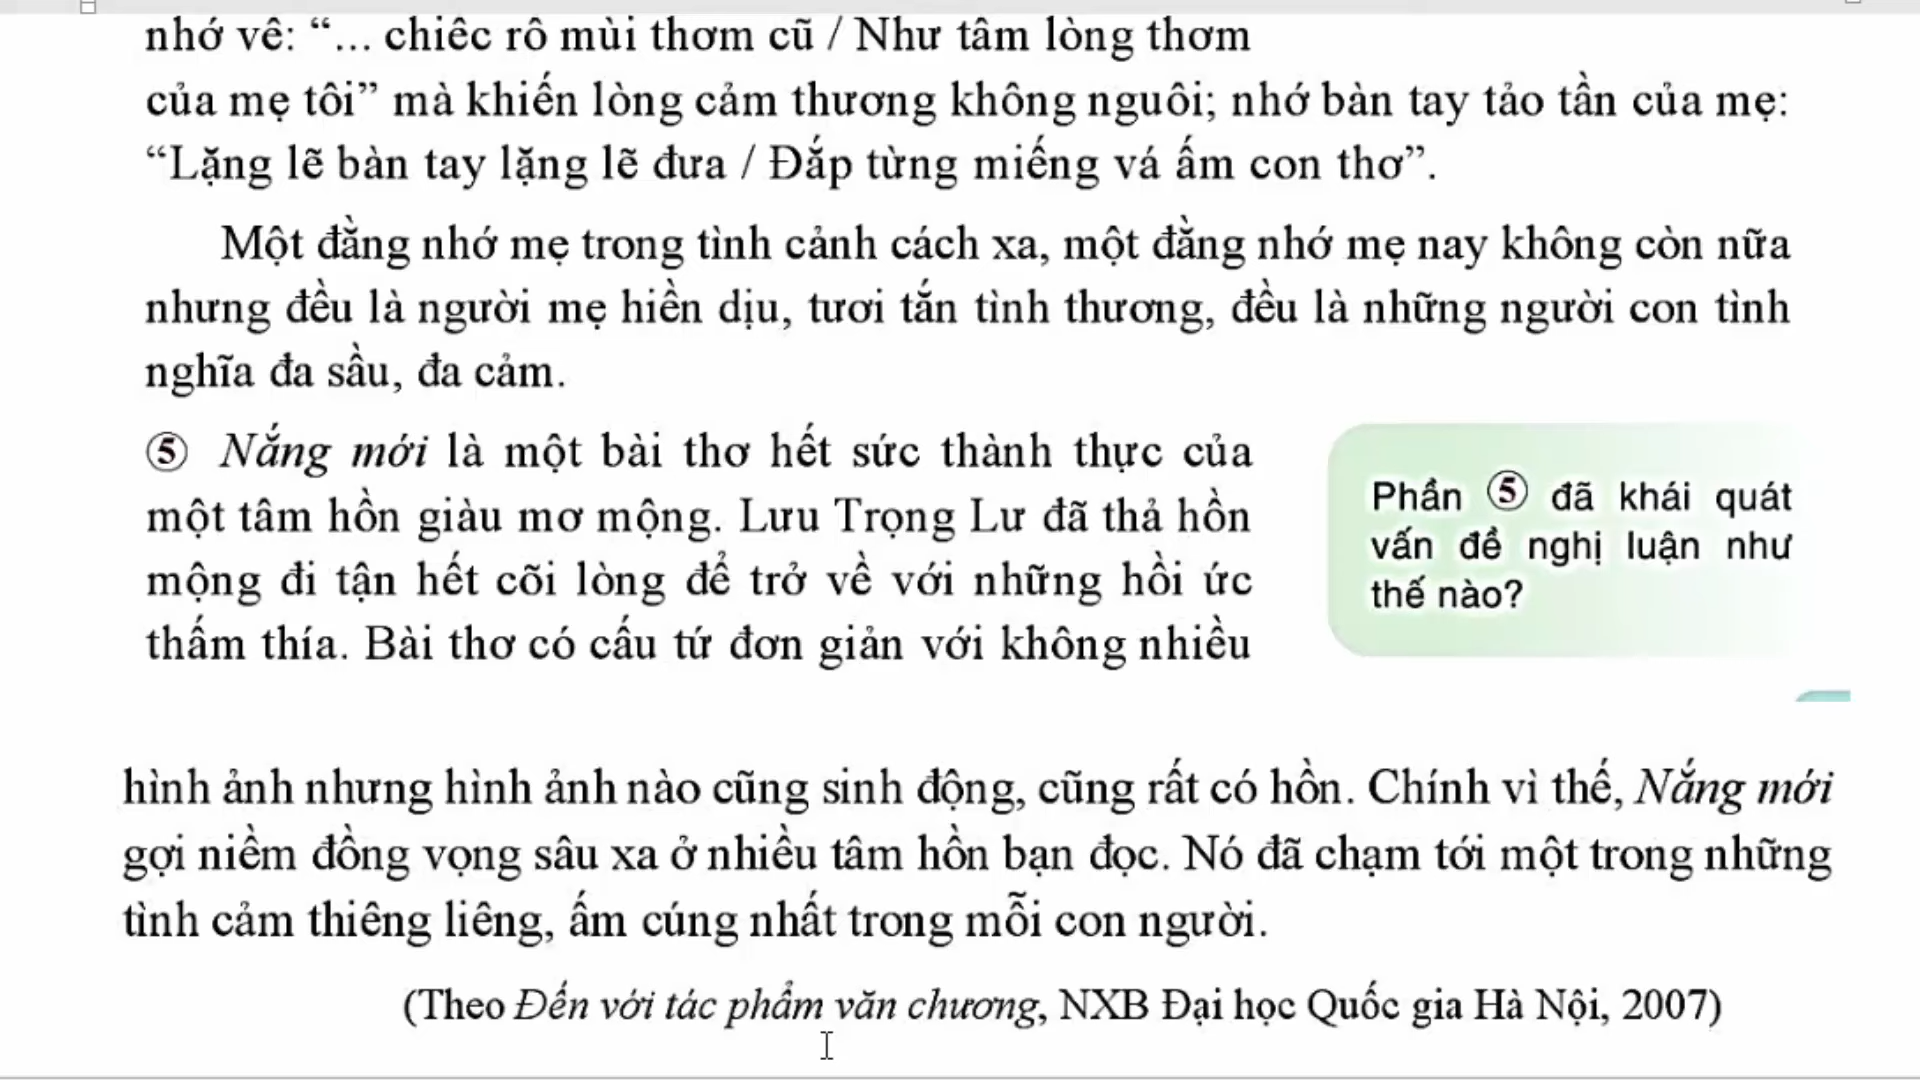 nhớ về: “... chiếc rổ mùi thơm cũ / Như tấm lòng thơm
của mẹ tôi” mà khiến lòng cảm thương không nguôi; nhớ bàn tay tảo tần của mẹ:
“Lặng lẽ bàn tay lặng lẽ đưa / Đắp từng miếng vá ấm con thơ”.
Một đằng nhớ mẹ trong tình cảnh cách xa, một đằng nhớ mẹ nay không còn nữa
nhưng đều là người mẹ hiền dịu, tươi tắn tình thương, đều là những người con tình
nghĩa đa sầu, đa cảm.
⑤ Nắng mới là một bài thơ hết sức thành thực của
một tâm hồn giàu mơ mộng. Lưu Trọng Lư đã thả hồn
mộng đi tận hết cõi lòng để trở về với những hồi ức
thấm thía. Bài thơ có cấu tứ đơn giản với không nhiều
Phần ⑤ đã khái quát
vấn đề nghị luận như
thế nào?
hình ảnh nhưng hình ảnh nào cũng sinh động, cũng rất có hồn. Chính vì thế, Nắng mới
gợi niềm đồng vọng sâu xa ở nhiều tâm hồn bạn đọc. Nó đã chạm tới một trong những
tình cảm thiêng liêng, ấm cúng nhất trong mỗi con người.
(Theo Đến với tác phẩm văn chương, NXB Đại học Quốc gia Hà Nội, 2007)